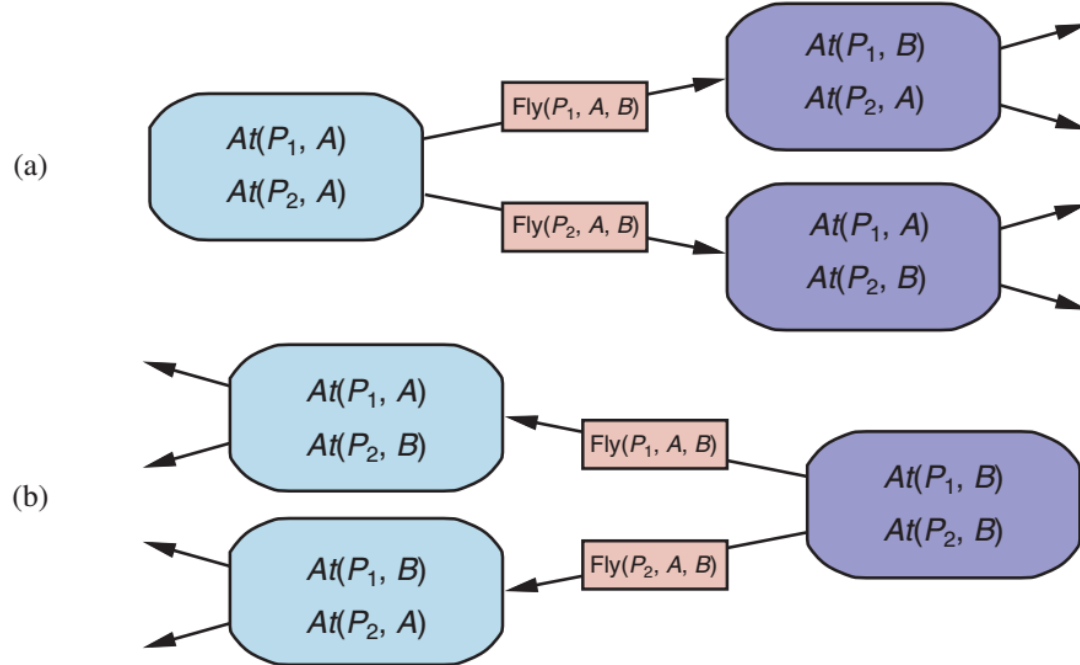 (a)
At(P₁, A)
At(P₂, A)
Fly(P₁, A, B)
Fly(P₂, A, B)
At(P₁, B)
At(P₂, A)
At(P₁, A)
At(P₂, B)
(b)
At(P₁, A)
At(P₂, B)
At(P₁, B)
At(P₂, A)
Fly(P₁, A, B)
Fly(P₂, A, B)
At(P₁, B)
At(P₂, B)